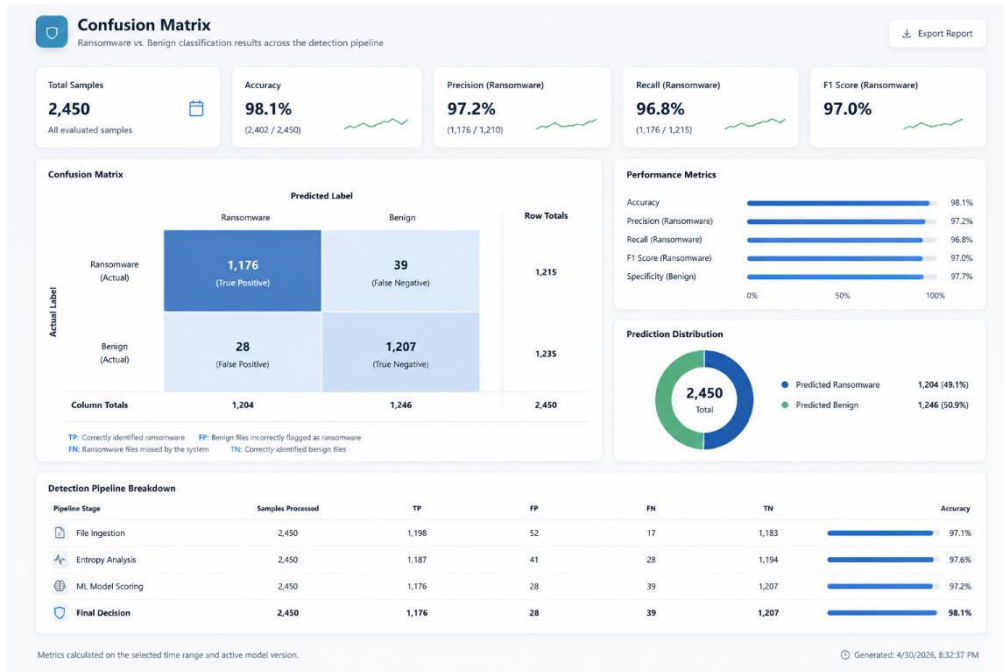 Confusion Matrix
Ransomware vs. Benign classification results across the detection pipeline
Export Report
Total Samples
2,450
All evaluated samples
Accuracy
98.1%
(2,402 / 2,450)
Precision (Ransomware)
97.2%
(1,176 / 1,210)
Recall (Ransomware)
96.8%
(1,176 / 1,215)
F1 Score (Ransomware)
97.0%
Confusion Matrix
Predicted Label
Ransomware Benign Row Totals
Actual Label
Ransomware
(Actual)
1,176
(True Positive)
39
(False Negative)
1,215
Benign
(Actual)
28
(False Positive)
1,207
(True Negative)
1,235
Column Totals 1,204 1,246 2,450
TP: Correctly identified ransomware FP: Benign files incorrectly flagged as ransomware
FN: Ransomware files missed by the system TN: Correctly identified benign files
Performance Metrics
Accuracy 98.1%
Precision (Ransomware) 97.2%
Recall (Ransomware) 96.8%
F1 Score (Ransomware) 97.0%
Specificity (Benign) 97.7%
0% 50% 100%
Prediction Distribution
2,450
Total
Predicted Ransomware 1,204 (49.1%)
Predicted Benign 1,246 (50.9%)
Detection Pipeline Breakdown
Pipeline Stage Samples Processed TP FP FN TN Accuracy
File Ingestion 2,450 1,198 52 17 1,183 97.1%
Entropy Analysis 2,450 1,187 41 28 1,194 97.6%
ML Model Scoring 2,450 1,176 28 39 1,207 97.2%
Final Decision 2,450 1,176 28 39 1,207 98.1%
Metrics calculated on the selected time range and active model version.
Generated: 4/30/2026, 8:32:37 PM